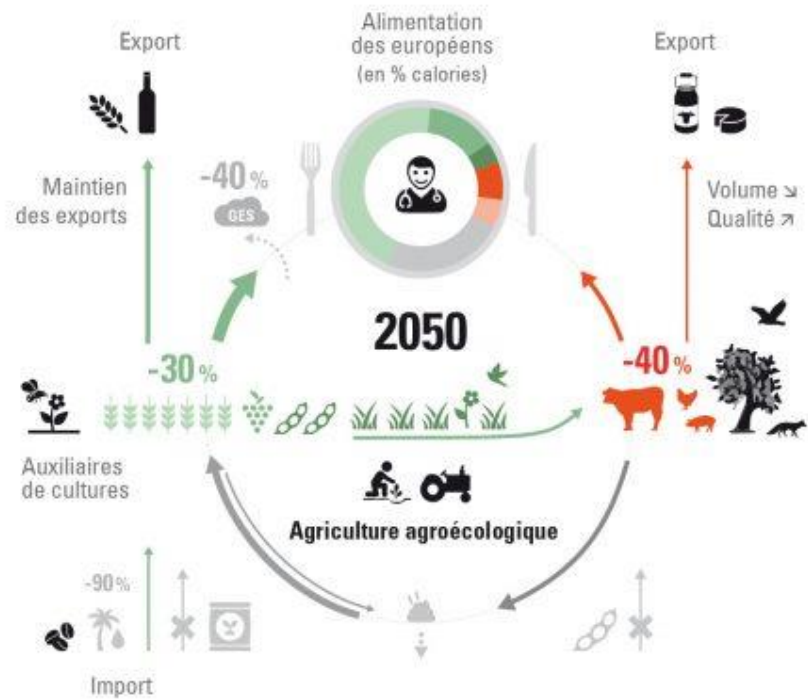 Export
Alimentation
des européens
(en % calories)
Export
-40 %
GES
Maintien
des exports
Volume ↘
Qualité ↗
2050
-30 %
-40 %
Auxiliaires
de cultures
Agriculture agroécologique
-90 %
Import